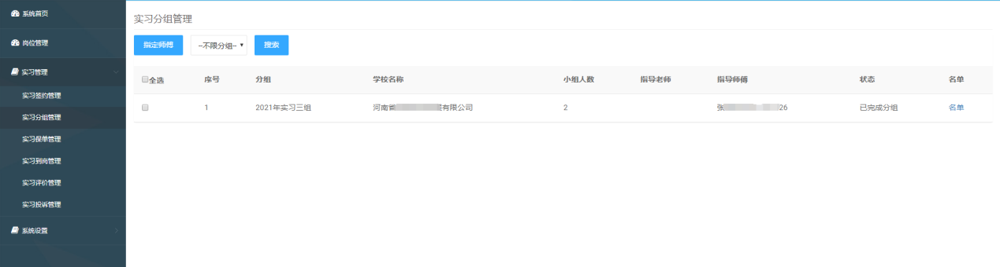 系统首页
岗位管理
实习管理
实习签约管理
实习分组管理
实习保单管理
实习到岗管理
实习评价管理
实习投诉管理
系统设置
实习分组管理
指定师傅 --不限分组-- 搜索
全选 序号 分组 学校名称 小组人数 指导老师 指导师傅 状态 名单
1 2021年实习三组 河南省 有限公司 2 张 26 已完成分组 名单